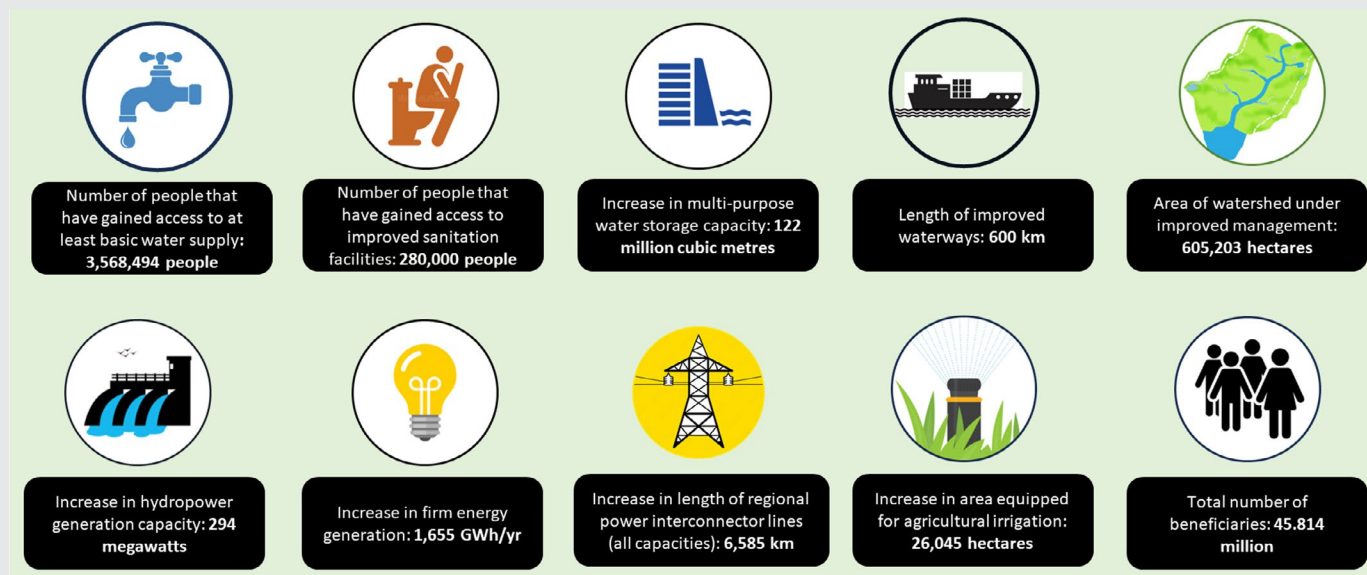 Number of people that
have gained access to at
least basic water supply:
3,568,494 people
Number of people that
have gained access to
improved sanitation
facilities: 280,000 people
Increase in multi-purpose
water storage capacity: 122
million cubic metres
Length of improved
waterways: 600 km
Area of watershed under
improved management:
605,203 hectares
Increase in hydropower
generation capacity: 294
megawatts
Increase in firm energy
generation: 1,655 GWh/yr
Increase in length of regional
power interconnector lines
(all capacities): 6,585 km
Increase in area equipped
for agricultural irrigation:
26,045 hectares
Total number of
beneficiaries: 45.814
million